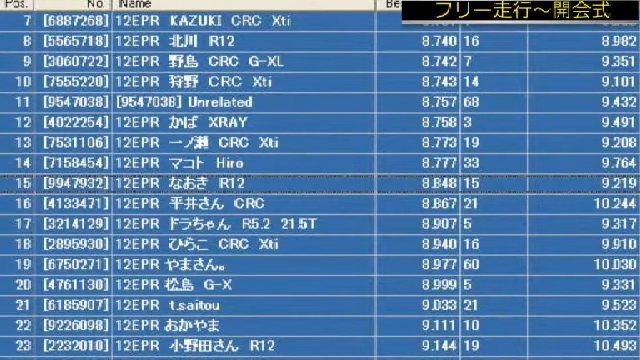 フリー走行～開会式
Pos. No. Name
7 [6887268] 12EPR KAZUKI CRC Xti
8 [5565718] 12EPR 北川 R12 8.740 16 8.982
9 [3060722] 12EPR 野島 CRC G-XL 8.742 7 9.351
10 [7555220] 12EPR 狩野 CRC Xti 8.743 14 9.101
11 [9547038] [9547038] Unrelated 8.757 68 9.432
12 [4022254] 12EPR かば XRAY 8.758 3 9.491
13 [7531106] 12EPR 一ノ瀬 CRC Xti 8.773 19 9.208
14 [7158454] 12EPR マコト Hiro 8.777 33 9.764
15 [9947932] 12EPR なおき R12 8.848 15 9.219
16 [4133471] 12EPR 平井さん CRC 8.867 21 10.244
17 [3214129] 12EPR ドラちゃん R5.2 21.5T 8.907 5 9.317
18 [2895930] 12EPR ひらこ CRC Xti 8.940 16 9.910
19 [6750271] 12EPR やまさん。 8.977 60 10.030
20 [4761130] 12EPR 松島 G-X 8.999 5 9.331
21 [6185907] 12EPR t.saitou 9.033 21 9.523
22 [9226098] 12EPR おかやま 9.111 10 10.352
23 [2232010] 12EPR 小野田さん R12 9.144 19 10.493